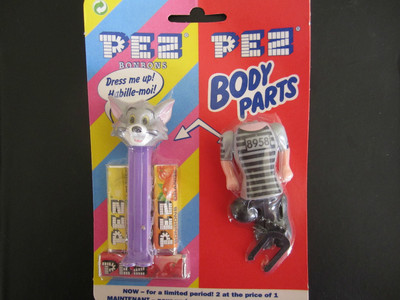 PEZ PEZ
BONBONS
Dress me up!
Habille-moi!
BODY
PARTS
8958
PEZ
PEZ
NOW – for a limited period! 2 at the price of 1
MAINTENANT –